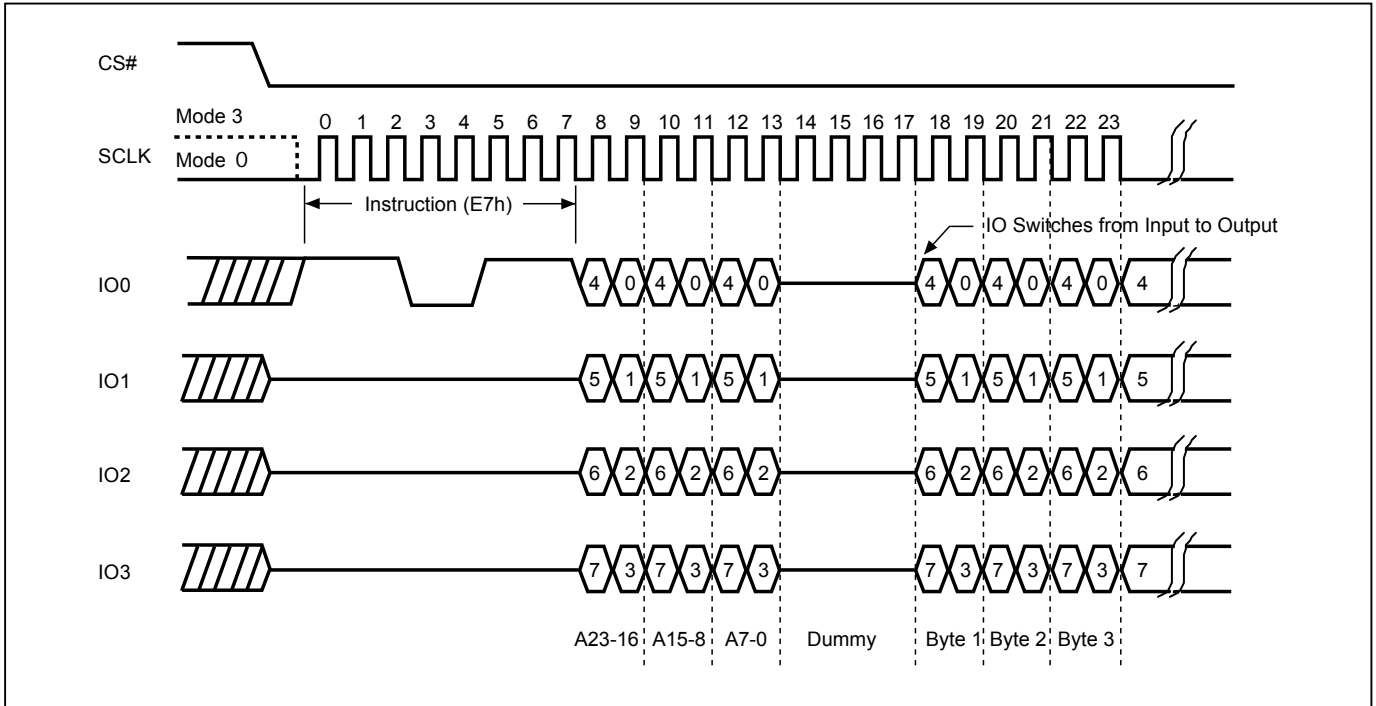 CS#
Mode 3
SCLK
Mode 0
0 1 2 3 4 5 6 7 8 9 10 11 12 13 14 15 16 17 18 19 20 21 22 23
Instruction (E7h)
IO Switches from Input to Output
IO0
4 0 4 0 4 0 4 0 4 0 4 0 4
IO1
5 1 5 1 5 1 5 1 5 1 5 1 5
IO2
6 2 6 2 6 2 6 2 6 2 6 2 6
IO3
7 3 7 3 7 3 7 3 7 3 7 3 7
A23-16 A15-8 A7-0 Dummy Byte 1 Byte 2 Byte 3